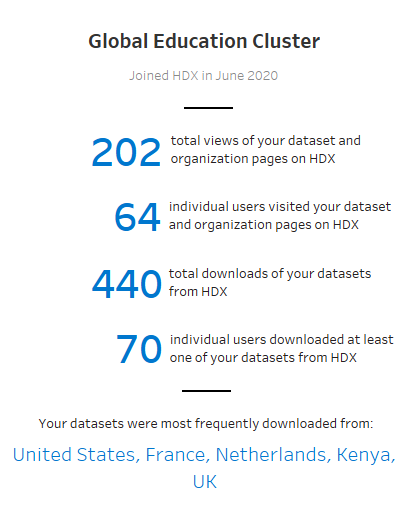 Global Education Cluster
Joined HDX in June 2020
202 total views of your dataset and
organization pages on HDX
64 individual users visited your dataset
and organization pages on HDX
440 total downloads of your datasets
from HDX
70 individual users downloaded at least
one of your datasets from HDX
Your datasets were most frequently downloaded from:
United States, France, Netherlands, Kenya,
UK